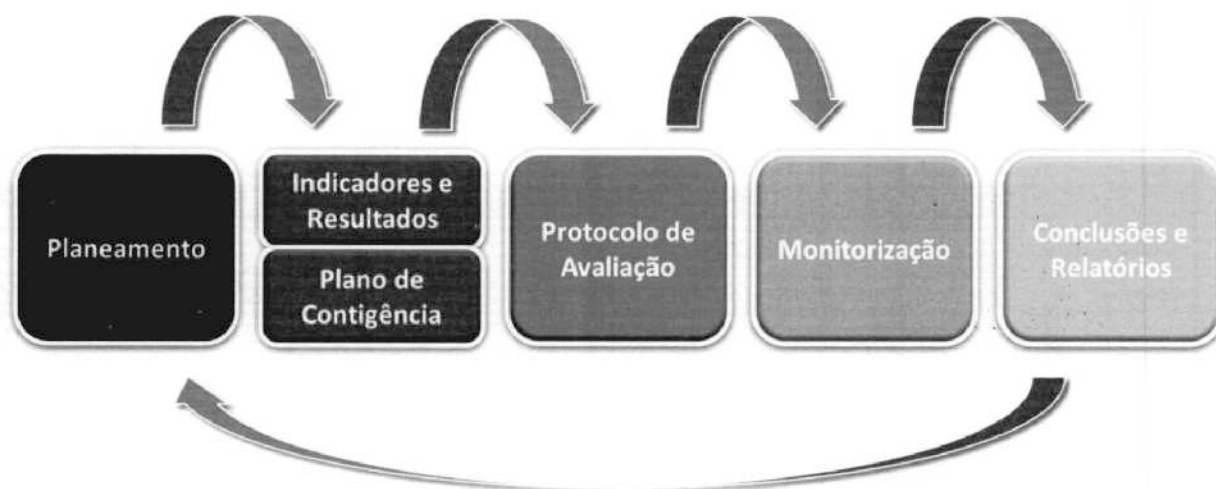 Planeamento
Indicadores e
Resultados
Plano de
Contigência
Protocolo de
Avaliação
Monitorização
Conclusões e
Relatórios